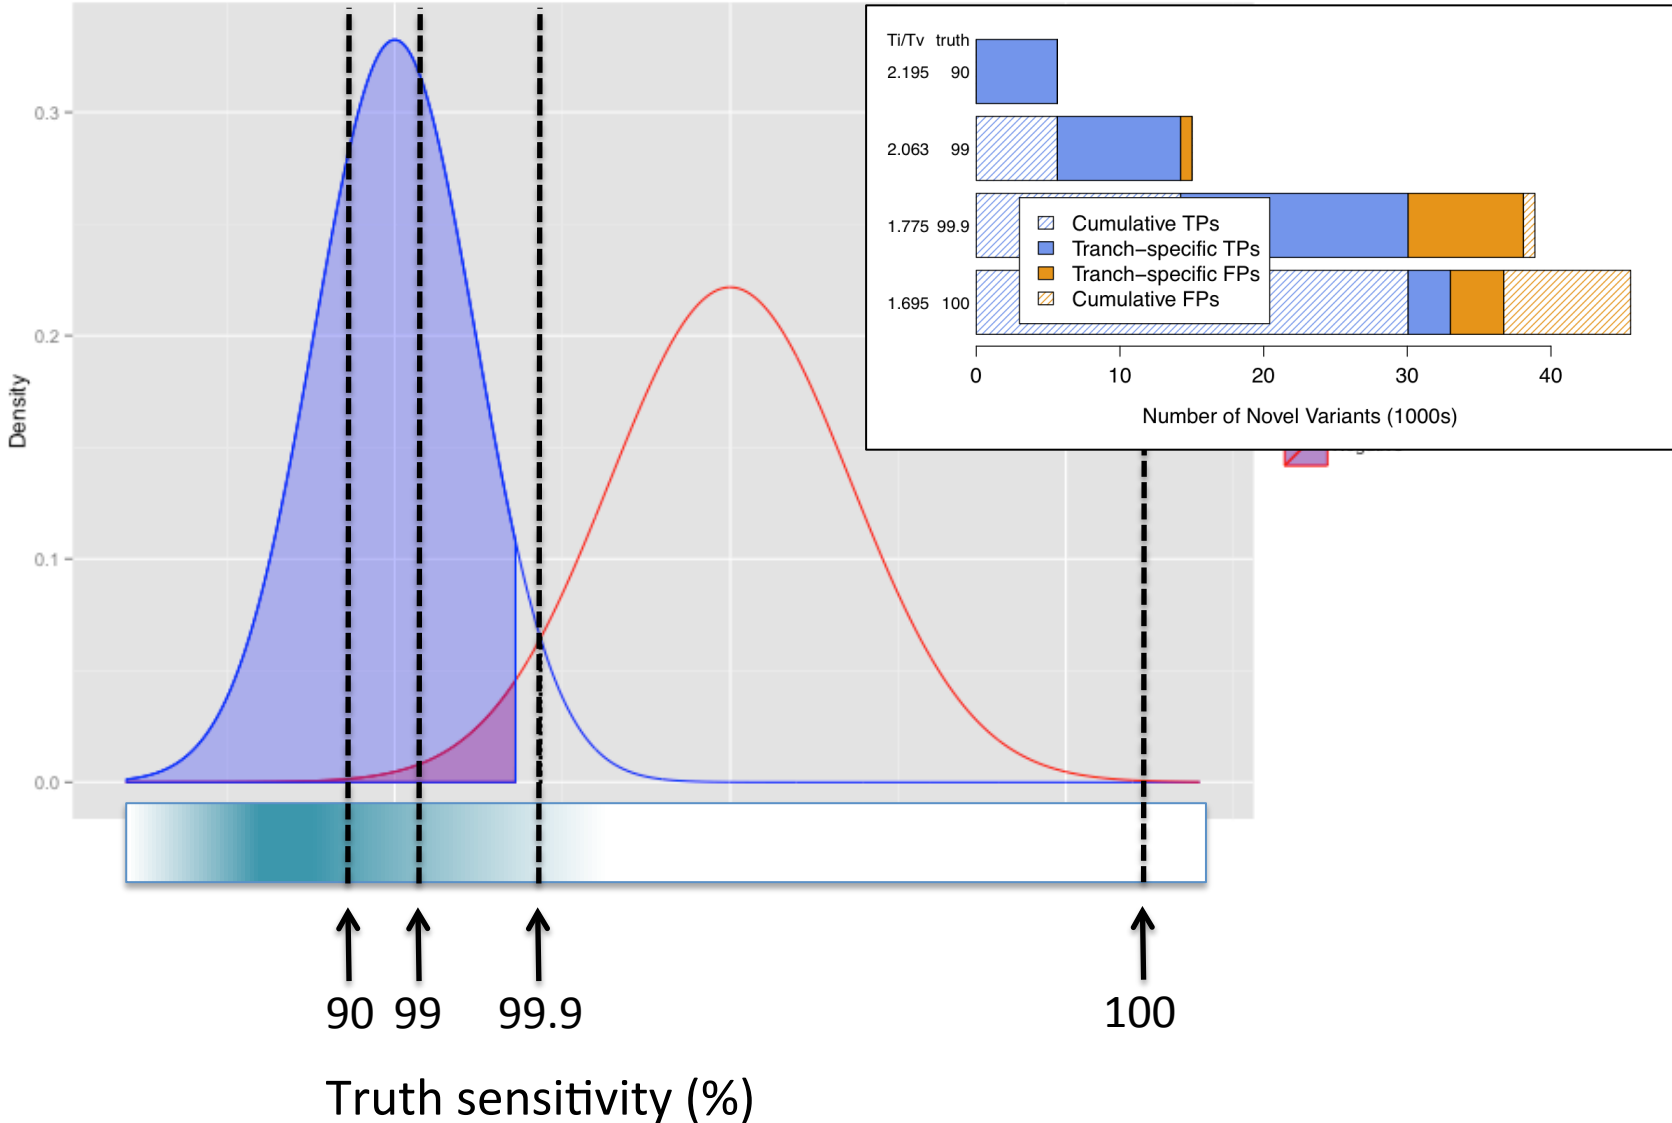 0.3
0.2
0.1
0.0
Density
Ti/Tv truth
2.195 90
2.063 99
1.775 99.9
1.695 100
Cumulative TPs
Tranch-specific TPs
Tranch-specific FPs
Cumulative FPs
0 10 20 30 40
Number of Novel Variants (1000s)
90 99 99.9 100
Truth sensitivity (%)